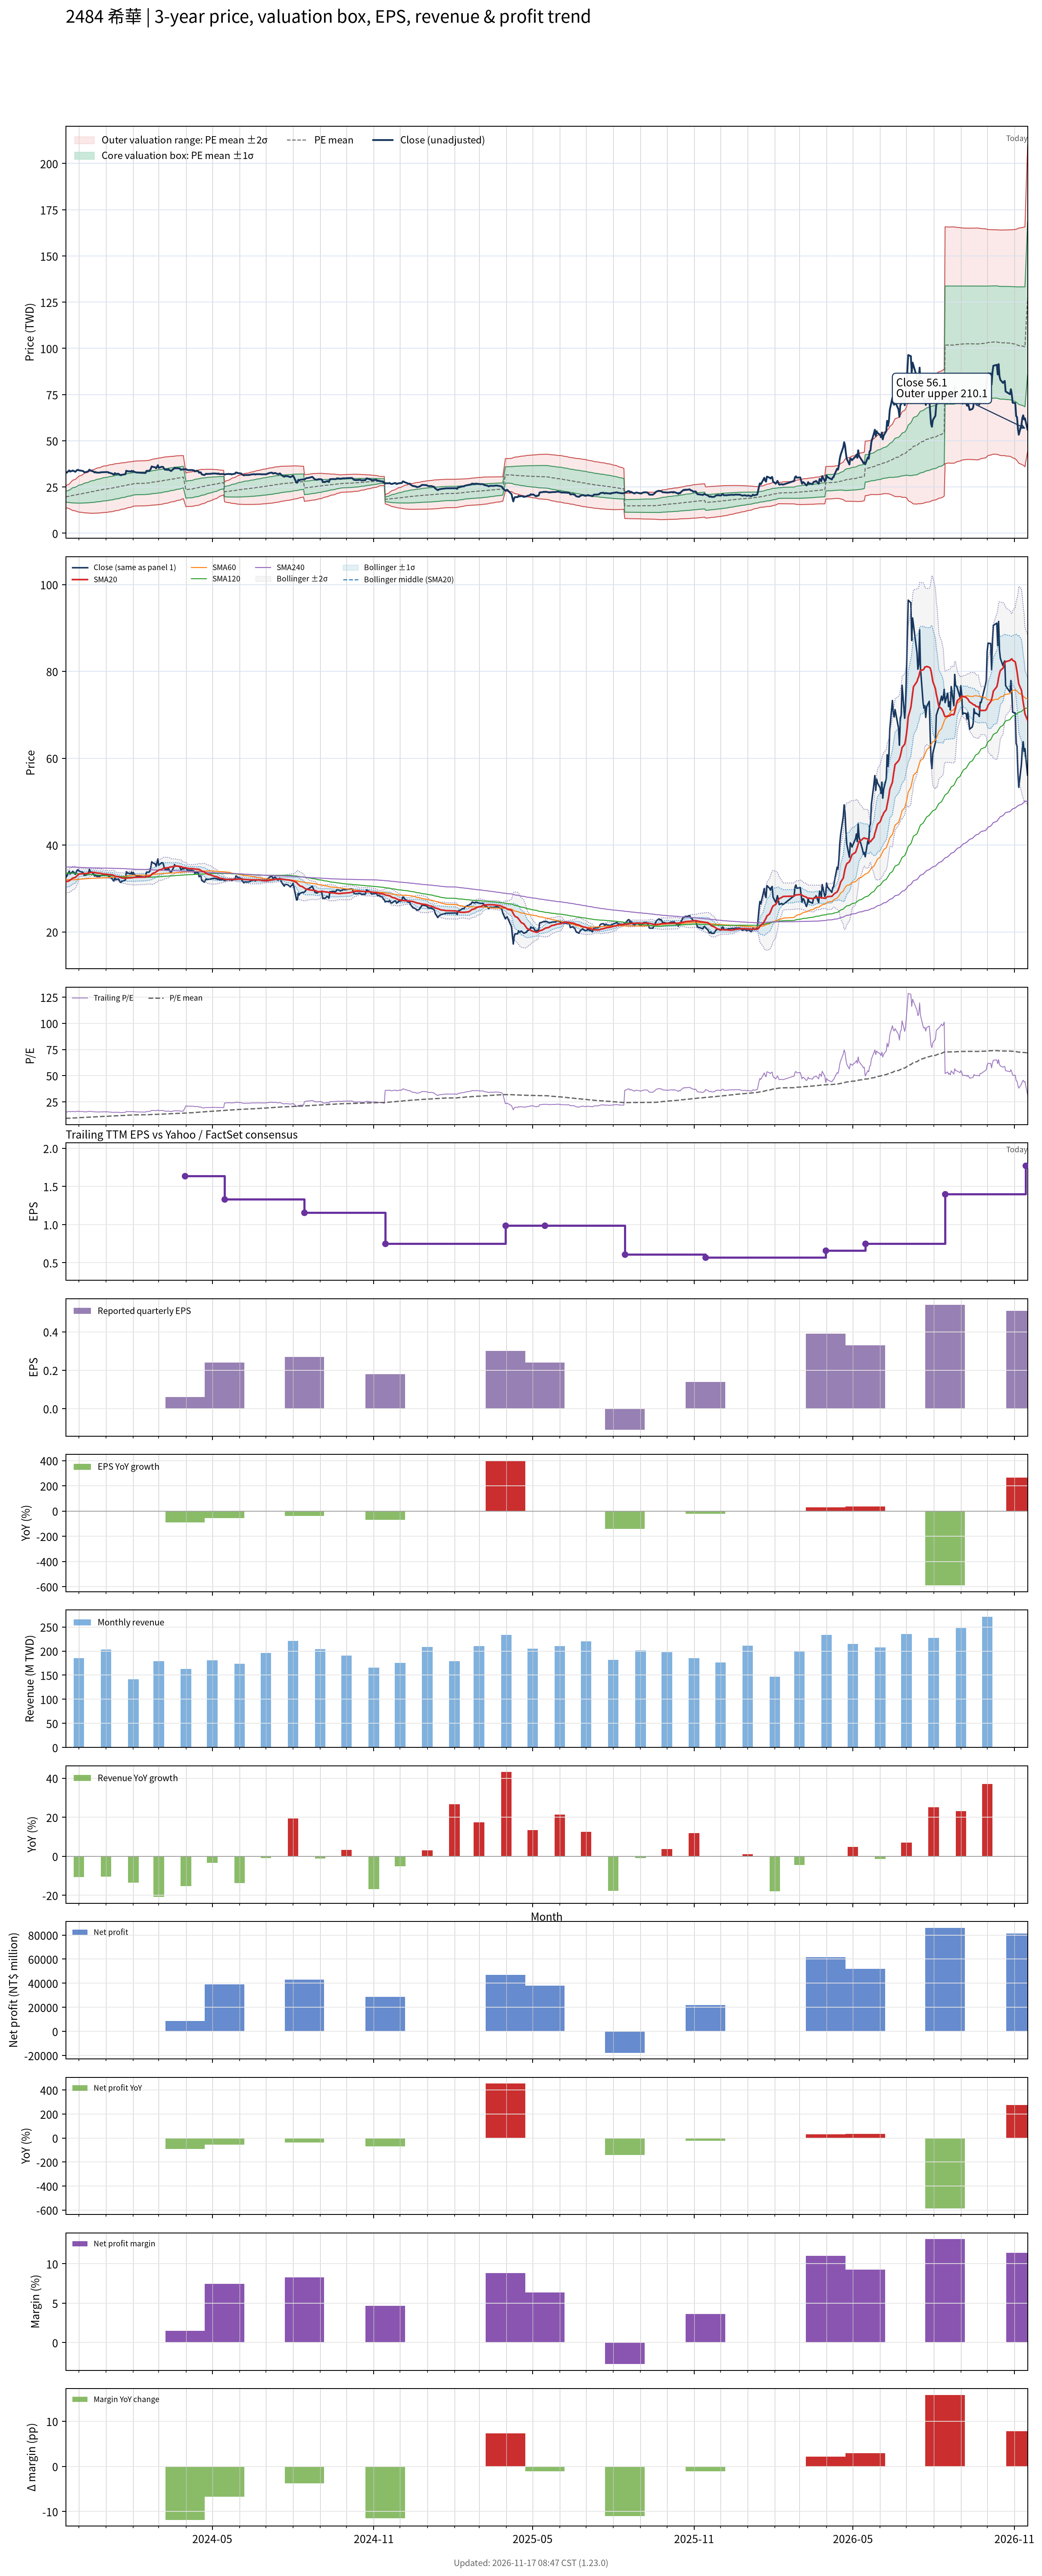 2484 希華 | 3-year price, valuation box, EPS, revenue & profit trend
Outer valuation range: PE mean ±2σ
PE mean
Close (unadjusted)
Core valuation box: PE mean ±1σ
Today
200
175
150
125
100
75
50
25
0
Price (TWD)
Close 56.1
Outer upper 210.1
Close (same as panel 1)
SMA60
SMA240
Bollinger ±1σ
SMA20
SMA120
Bollinger ±2σ
Bollinger middle (SMA20)
100
80
60
40
20
Price
Trailing P/E
P/E mean
125
100
75
50
25
P/E
Trailing TTM EPS vs Yahoo / FactSet consensus
Today
2.0
1.5
1.0
0.5
EPS
Reported quarterly EPS
0.4
0.2
0.0
EPS
EPS YoY growth
400
200
0
-200
-400
-600
YoY (%)
Monthly revenue
250
200
150
100
50
0
Revenue (M TWD)
Revenue YoY growth
40
20
0
-20
YoY (%)
Month
Net profit
80000
60000
40000
20000
0
-20000
Net profit (NT$ million)
Net profit YoY
400
200
0
-200
-400
-600
YoY (%)
Net profit margin
10
5
0
Margin (%)
Margin YoY change
10
0
-10
Δ margin (pp)
2024-05
2024-11
2025-05
2025-11
2026-05
2026-11
Updated: 2026-11-17 08:47 CST (1.23.0)